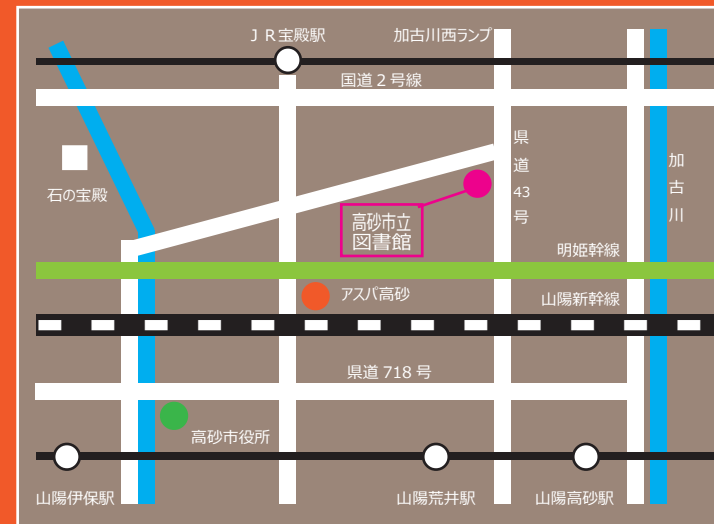 ＪＲ宝殿駅
加古川西ランプ
国道２号線
県道43号
加古川
石の宝殿
高砂市立
図書館
明姫幹線
アスパ高砂
山陽新幹線
県道 718 号
高砂市役所
山陽伊保駅
山陽荒井駅
山陽高砂駅